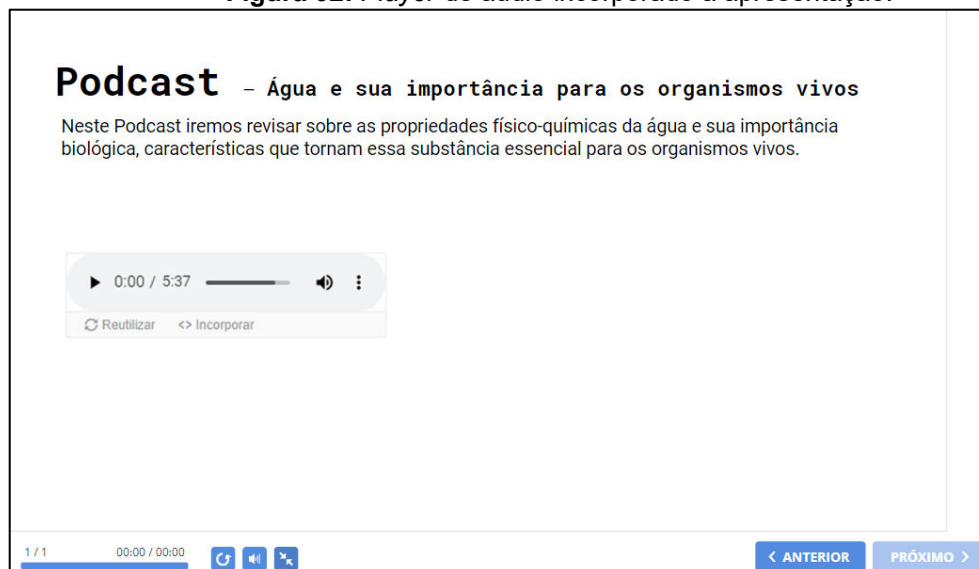 Podcast – Água e sua importância para os organismos vivos
Neste Podcast iremos revisar sobre as propriedades físico-químicas da água e sua importância
biológica, características que tornam essa substância essencial para os organismos vivos.
0:00 / 5:37
Reutilizar <> Incorporar
1 / 1 00:00 / 00:00 < ANTERIOR PRÓXIMO >